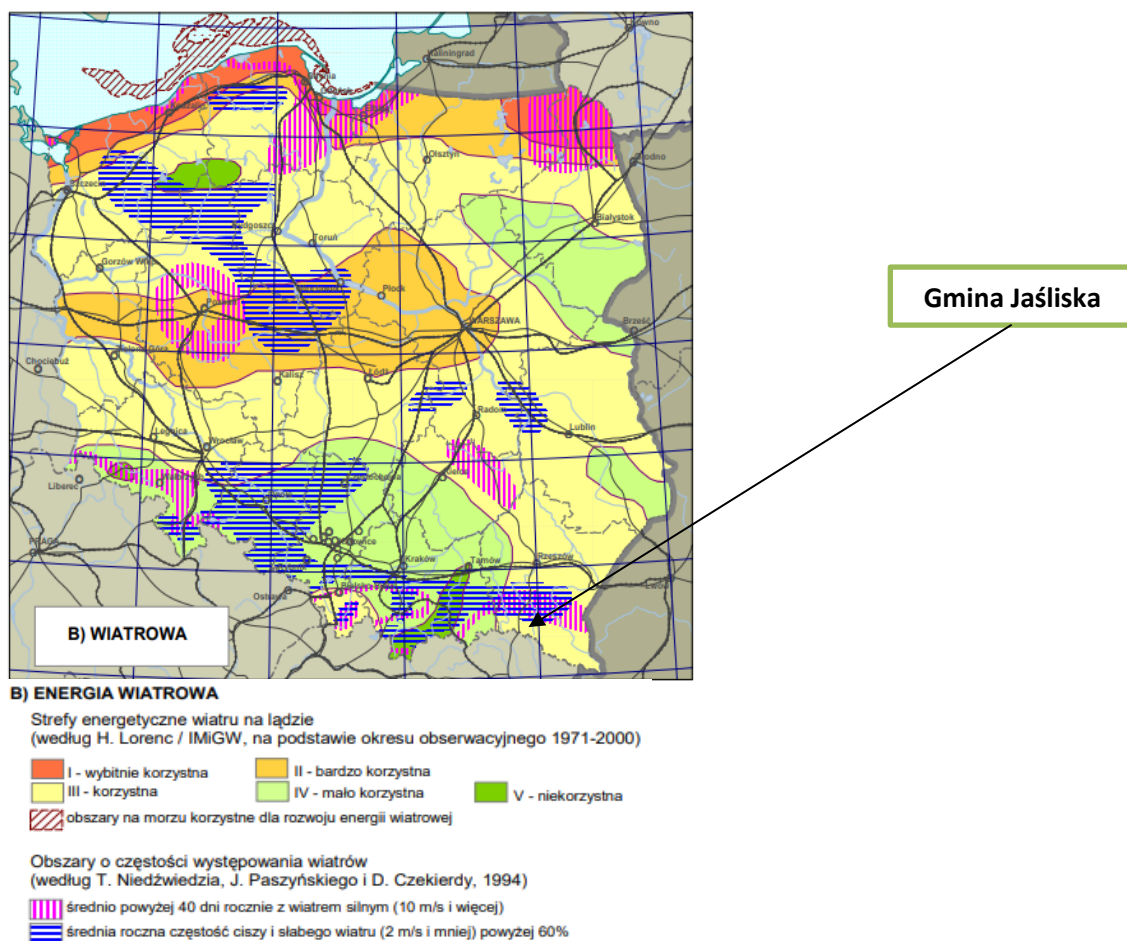 Kaliningrad
Olsztyn
Grodno
Szczecin
Białystok
Bydgoszcz
Toruń
Gorzów Wlkp.
Płock
Poznań
Gmina Jaśliska
WARSZAWA
Brześć
Zielona Góra
Chociebuż
Kalisz
Łódź
Radom
Legnica
Lublin
Wrocław
Liberec
Kielce
PRAGA
Katowice
Kraków
Tarnów
Rzeszów
Lwów
Ostrawa
B) WIATROWA
B) ENERGIA WIATROWA
Strefy energetyczne wiatru na lądzie
(według H. Lorenc / IMiGW, na podstawie okresu obserwacyjnego 1971-2000)
I - wybitnie korzystna
II - bardzo korzystna
III - korzystna
IV - mało korzystna
V - niekorzystna
obszary na morzu korzystne dla rozwoju energii wiatrowej
Obszary o częstości występowania wiatrów
(według T. Niedźwiedzia, J. Paszyńskiego i D. Czekierdy, 1994)
średnio powyżej 40 dni rocznie z wiatrem silnym (10 m/s i więcej)
średnia roczna częstość ciszy i słabego wiatru (2 m/s i mniej) powyżej 60%